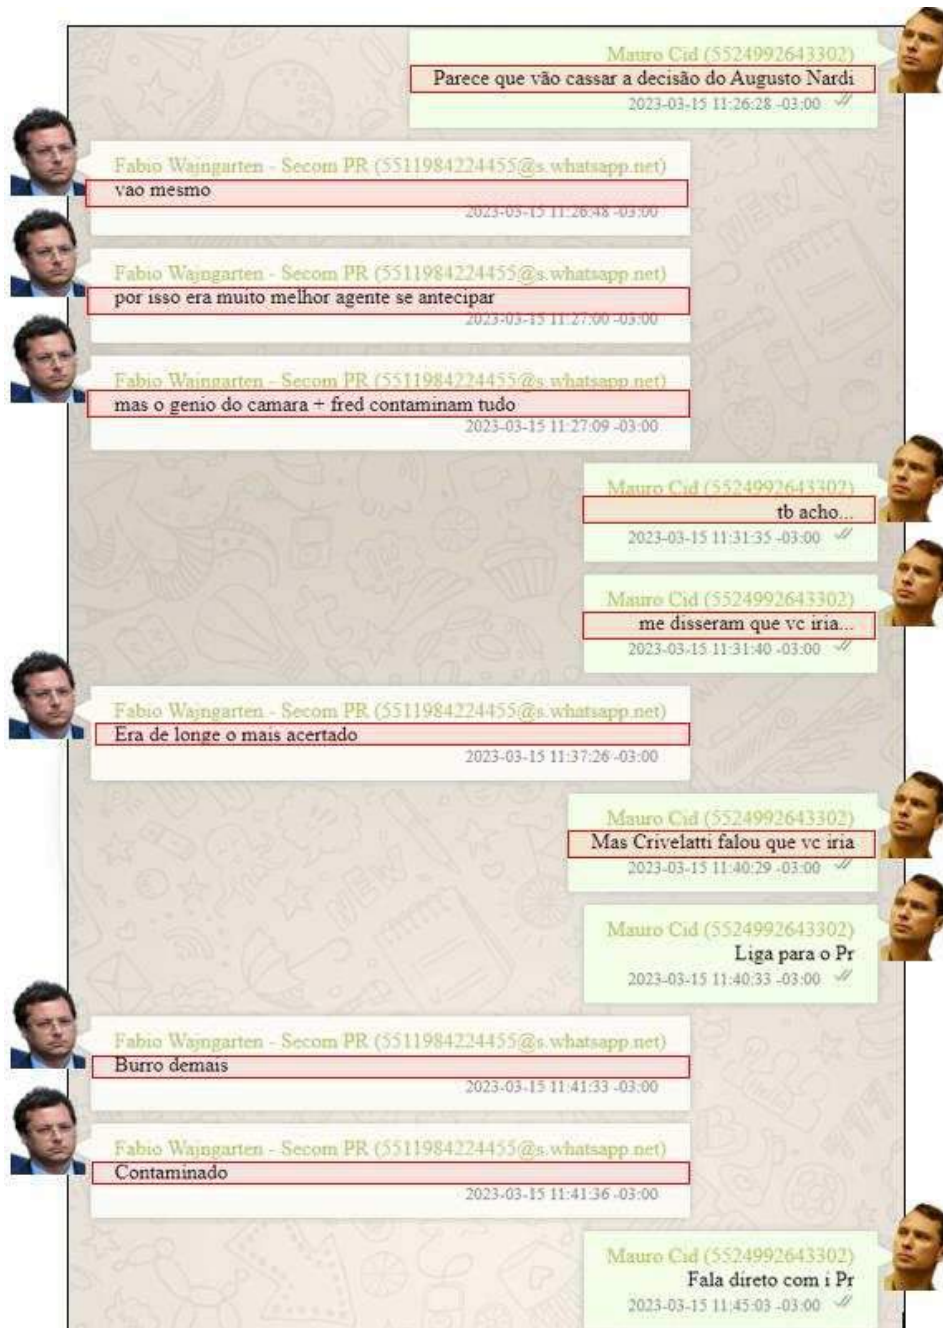 Mauro Cid (5524992643302)
Parece que vão cassar a decisão do Augusto Nardi
2023-03-15 11:26:28 -03:00
Fabio Wajngarten - Secom PR (5511984224455@s.whatsapp.net)
vao mesmo
2023-03-15 11:26:48 -03:00
Fabio Wajngarten - Secom PR (5511984224455@s.whatsapp.net)
por isso era muito melhor agente se antecipar
2023-03-15 11:27:00 -03:00
Fabio Wajngarten - Secom PR (5511984224455@s.whatsapp.net)
mas o genio do camara + fred contaminam tudo
2023-03-15 11:27:09 -03:00
Mauro Cid (5524992643302)
tb acho...
2023-03-15 11:31:35 -03:00
Mauro Cid (5524992643302)
me disseram que vc iria...
2023-03-15 11:31:40 -03:00
Fabio Wajngarten - Secom PR (5511984224455@s.whatsapp.net)
Era de longe o mais acertado
2023-03-15 11:37:26 -03:00
Mauro Cid (5524992643302)
Mas Crivelatti falou que vc iria
2023-03-15 11:40:29 -03:00
Mauro Cid (5524992643302)
Liga para o Pr
2023-03-15 11:40:33 -03:00
Fabio Wajngarten - Secom PR (5511984224455@s.whatsapp.net)
Burro demais
2023-03-15 11:41:33 -03:00
Fabio Wajngarten - Secom PR (5511984224455@s.whatsapp.net)
Contaminado
2023-03-15 11:41:36 -03:00
Mauro Cid (5524992643302)
Fala direto com i Pr
2023-03-15 11:45:03 -03:00